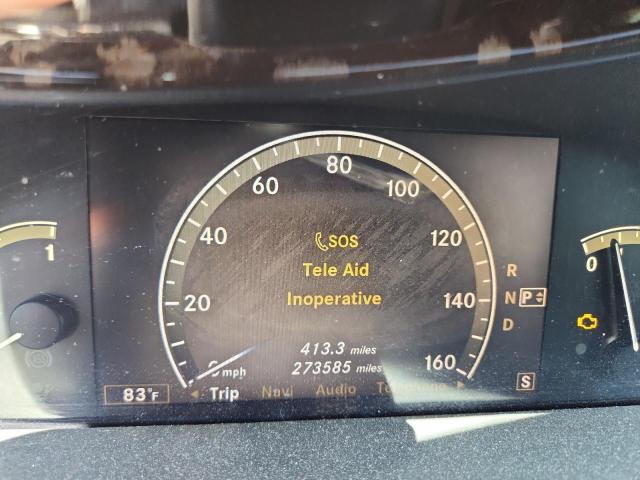 80
60
100
40
120
SOS
Tele Aid
Inoperative
20
140
160
mph
413.3 miles
273585 miles
R
N P
D
S
1
0
83°F
Trip Navi Audio